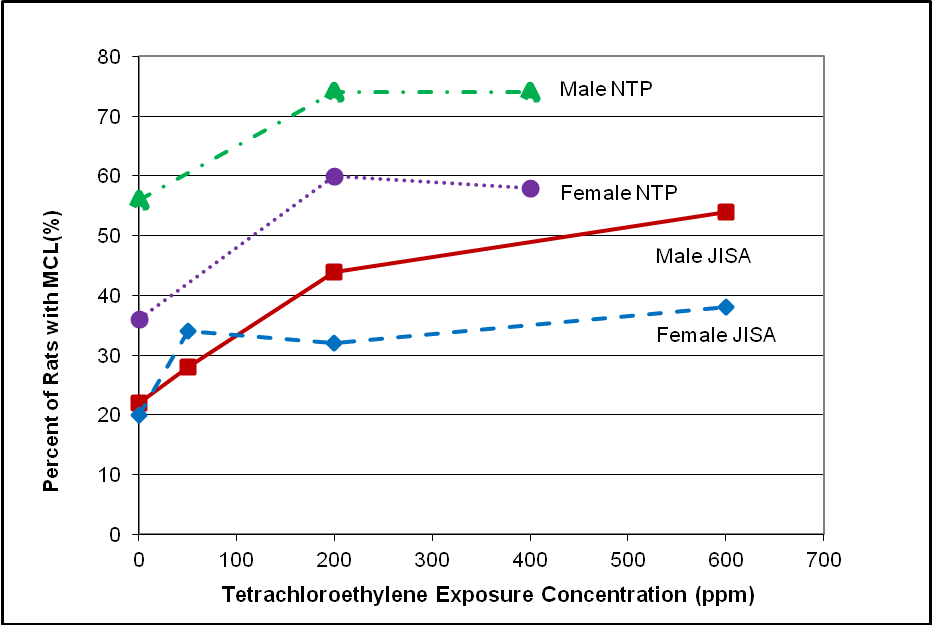 80
70
60
50
40
30
20
10
0
Percent of Rats with MCL(%)
Male NTP
Female NTP
Male JISA
Female JISA
0 100 200 300 400 500 600 700
Tetrachloroethylene Exposure Concentration (ppm)